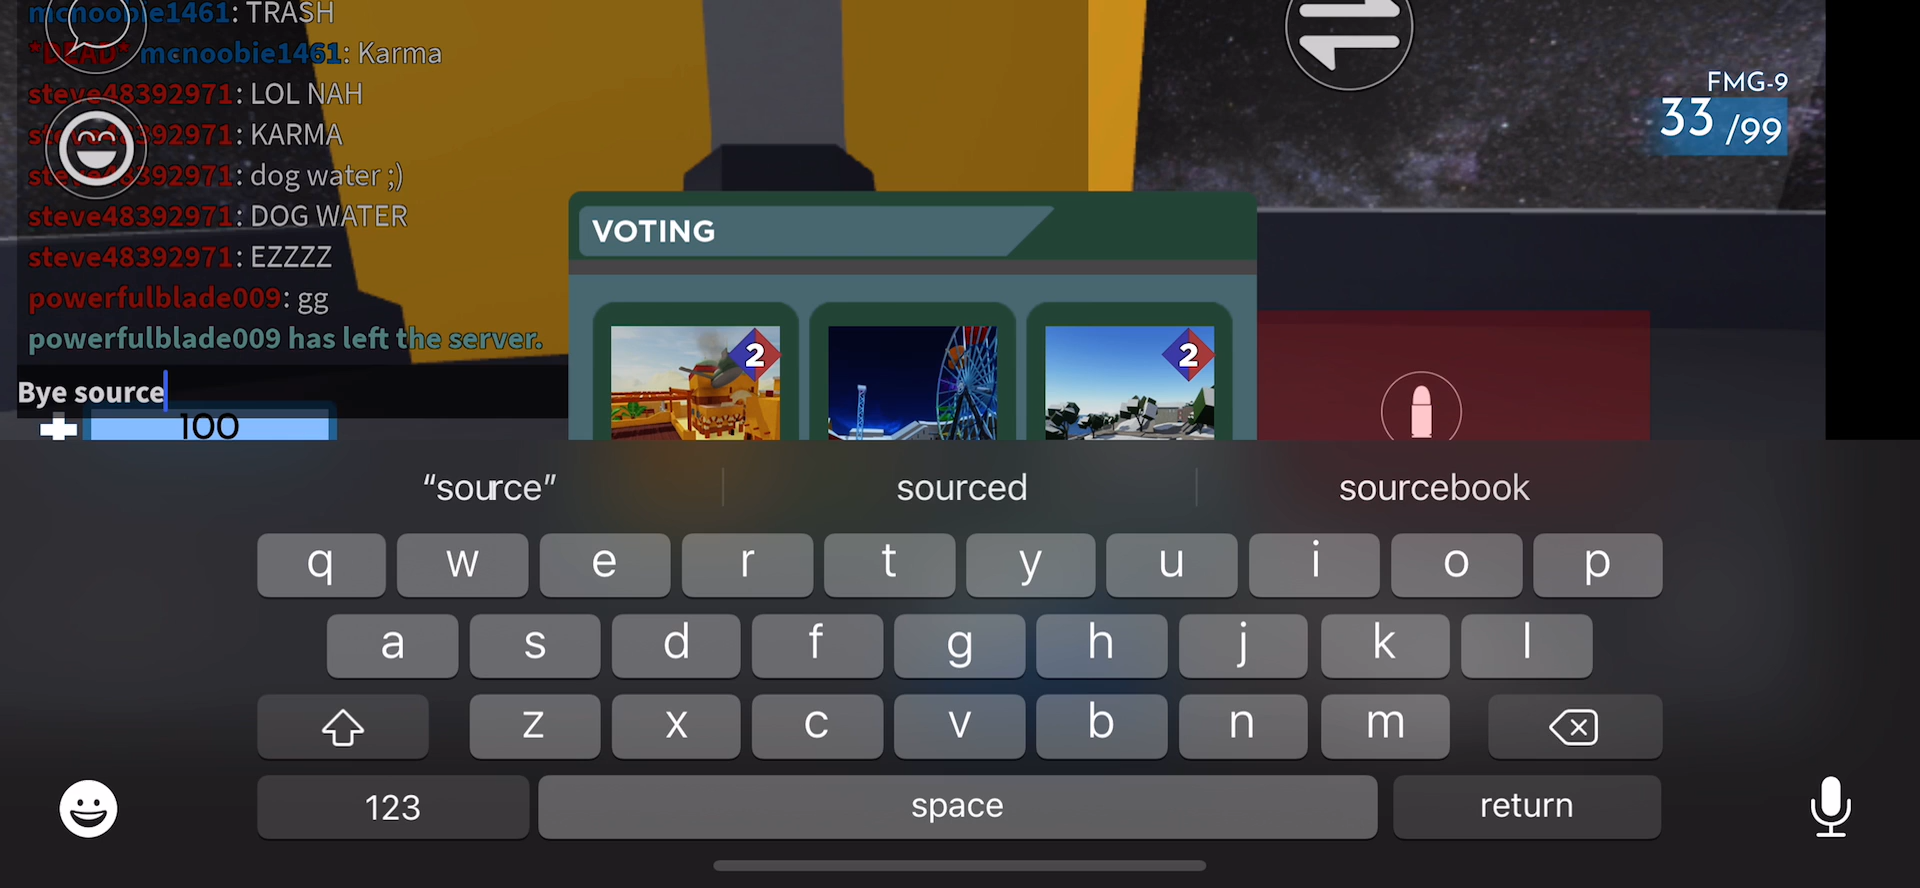 mcnoobie1461: TRASH
*DEAD* mcnoobie1461: Karma
steve48392971: LOL NAH
steve48392971: KARMA
steve48392971: dog water ;)
steve48392971: DOG WATER
steve48392971: EZZZZ
powerfulblade009: gg
powerfulblade009 has left the server.
Bye source
100
FMG-9
33/99
VOTING
2
2
“source”
sourced
sourcebook
q w e r t y u i o p
a s d f g h j k l
z x c v b n m
123
space
return